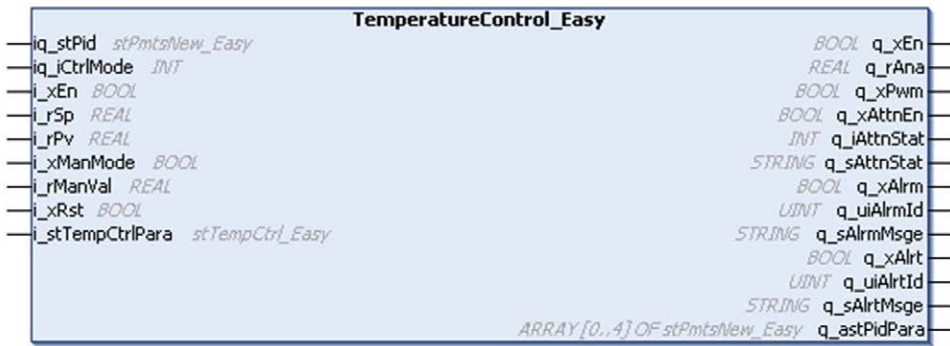 TemperatureControl_Easy
iq_stPid stPmtsNew_Easy BOOL q_xEn
iq_iCtrlMode INT REAL q_rAna
i_xEn BOOL BOOL q_xPwm
i_rSp REAL BOOL q_xAttnEn
i_rPv REAL INT q_iAttnStat
i_xManMode BOOL STRING q_sAttnStat
i_rManVal REAL BOOL q_xAlrm
i_xRst BOOL UINT q_uiAlrmId
i_stTempCtrlPara stTempCtrl_Easy STRING q_sAlrmMsge
BOOL q_xAlrt
UINT q_uiAlrtId
STRING q_sAlrtMsge
ARRAY [0..4] OF stPmtsNew_Easy q_astPidPara